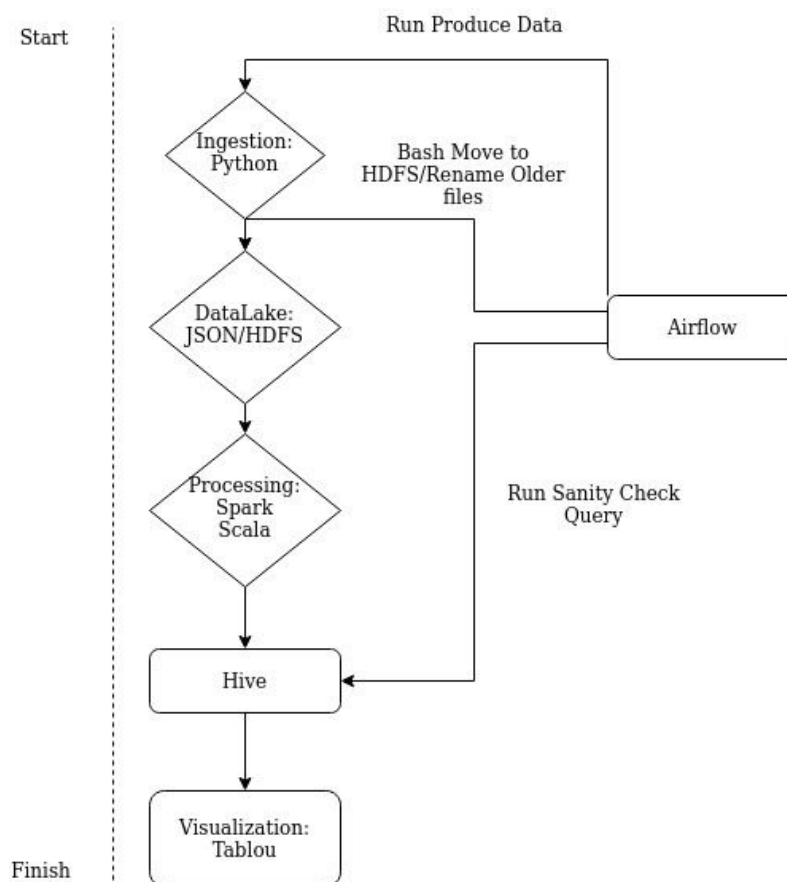 Run Produce Data
Start
Ingestion:
Python
Bash Move to
HDFS/Rename Older
files
DataLake:
JSON/HDFS
Airflow
Processing:
Spark
Scala
Run Sanity Check
Query
Hive
Visualization:
Tablou
Finish